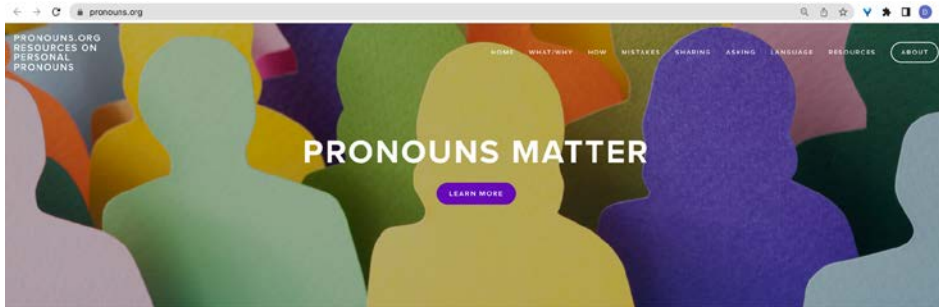 pronouns.org
PRONOUNS.ORG
RESOURCES ON
PERSONAL
PRONOUNS
HOME WHAT/WHY HOW MISTAKES SHARING ASKING LANGUAGE RESOURCES ABOUT
PRONOUNS MATTER
LEARN MORE